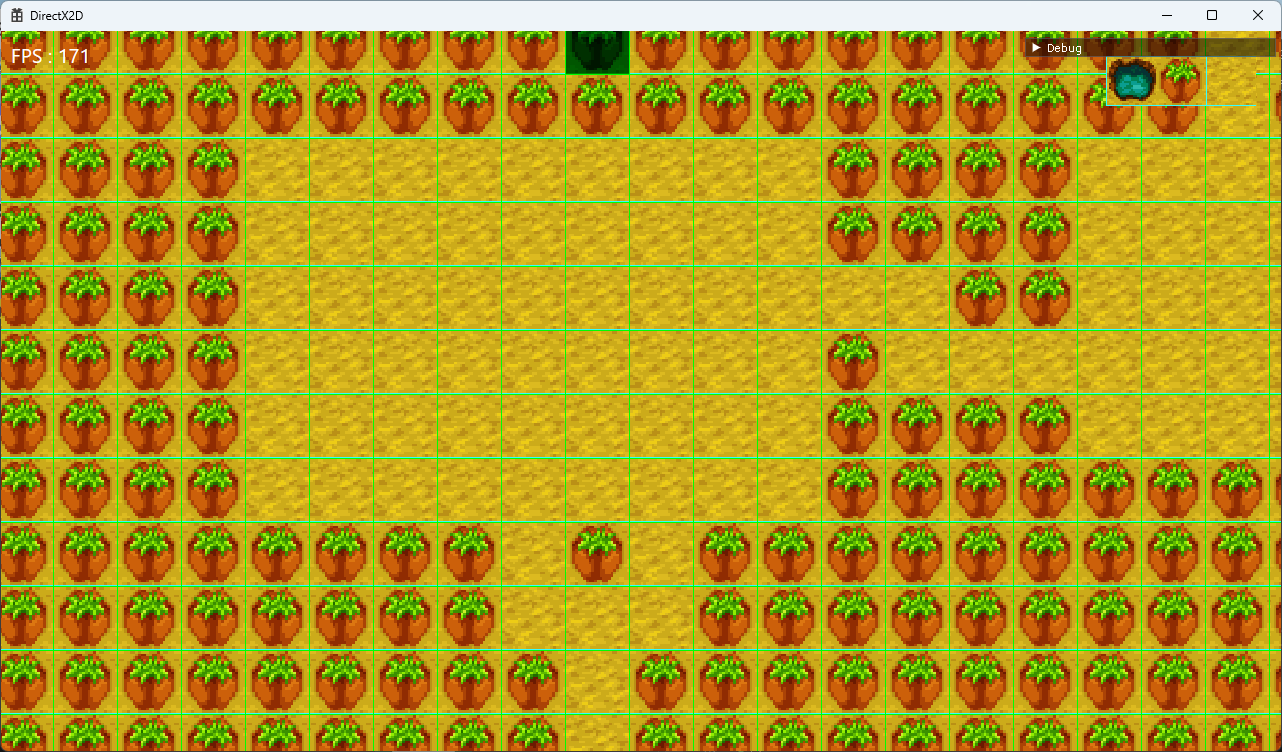 DirectX2D
FPS : 171
Debug